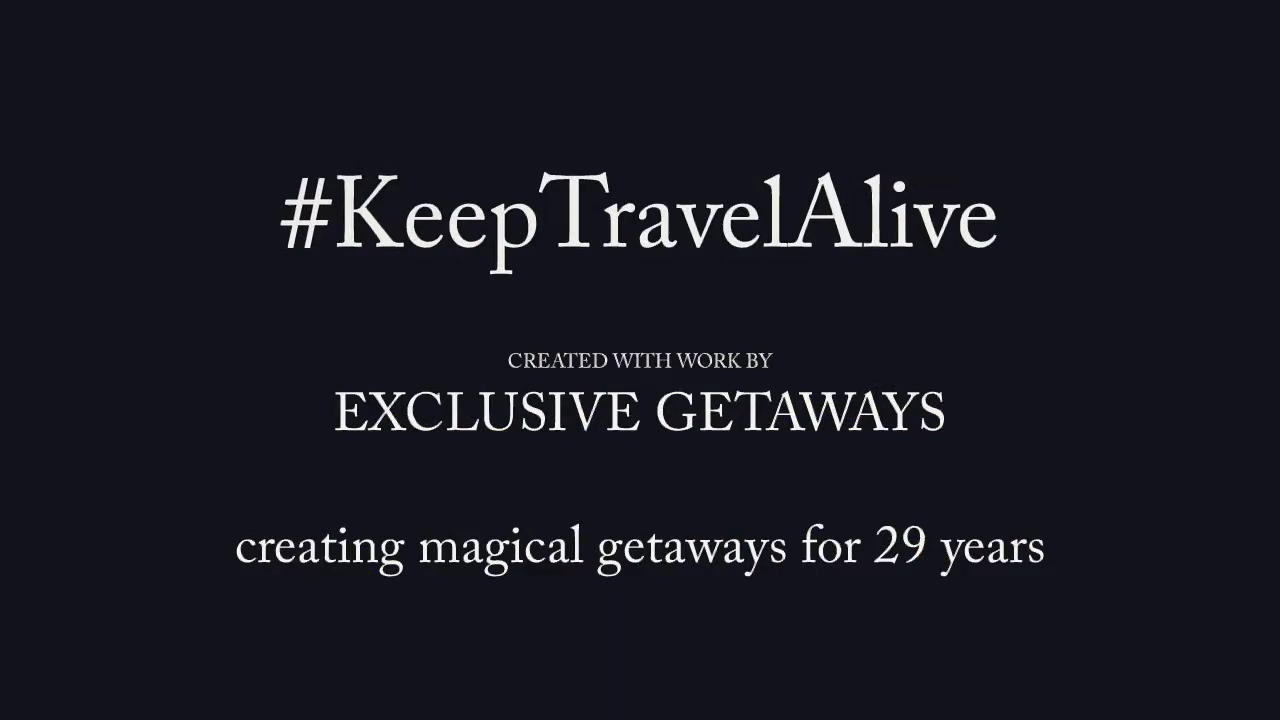 #KeepTravelAlive
CREATED WITH WORK BY
EXCLUSIVE GETAWAYS
creating magical getaways for 29 years